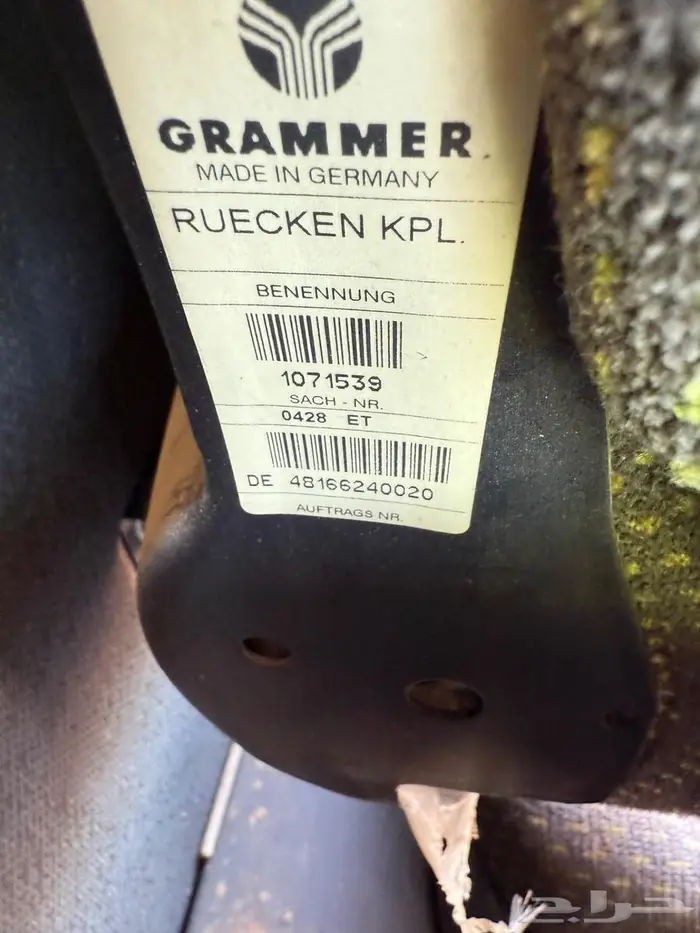 GRAMMER
MADE IN GERMANY
RUECKEN KPL.
BENENNUNG
1071539
SACH - NR.
0428 ET
DE 48166240020
AUFTRAGS NR.
حراج